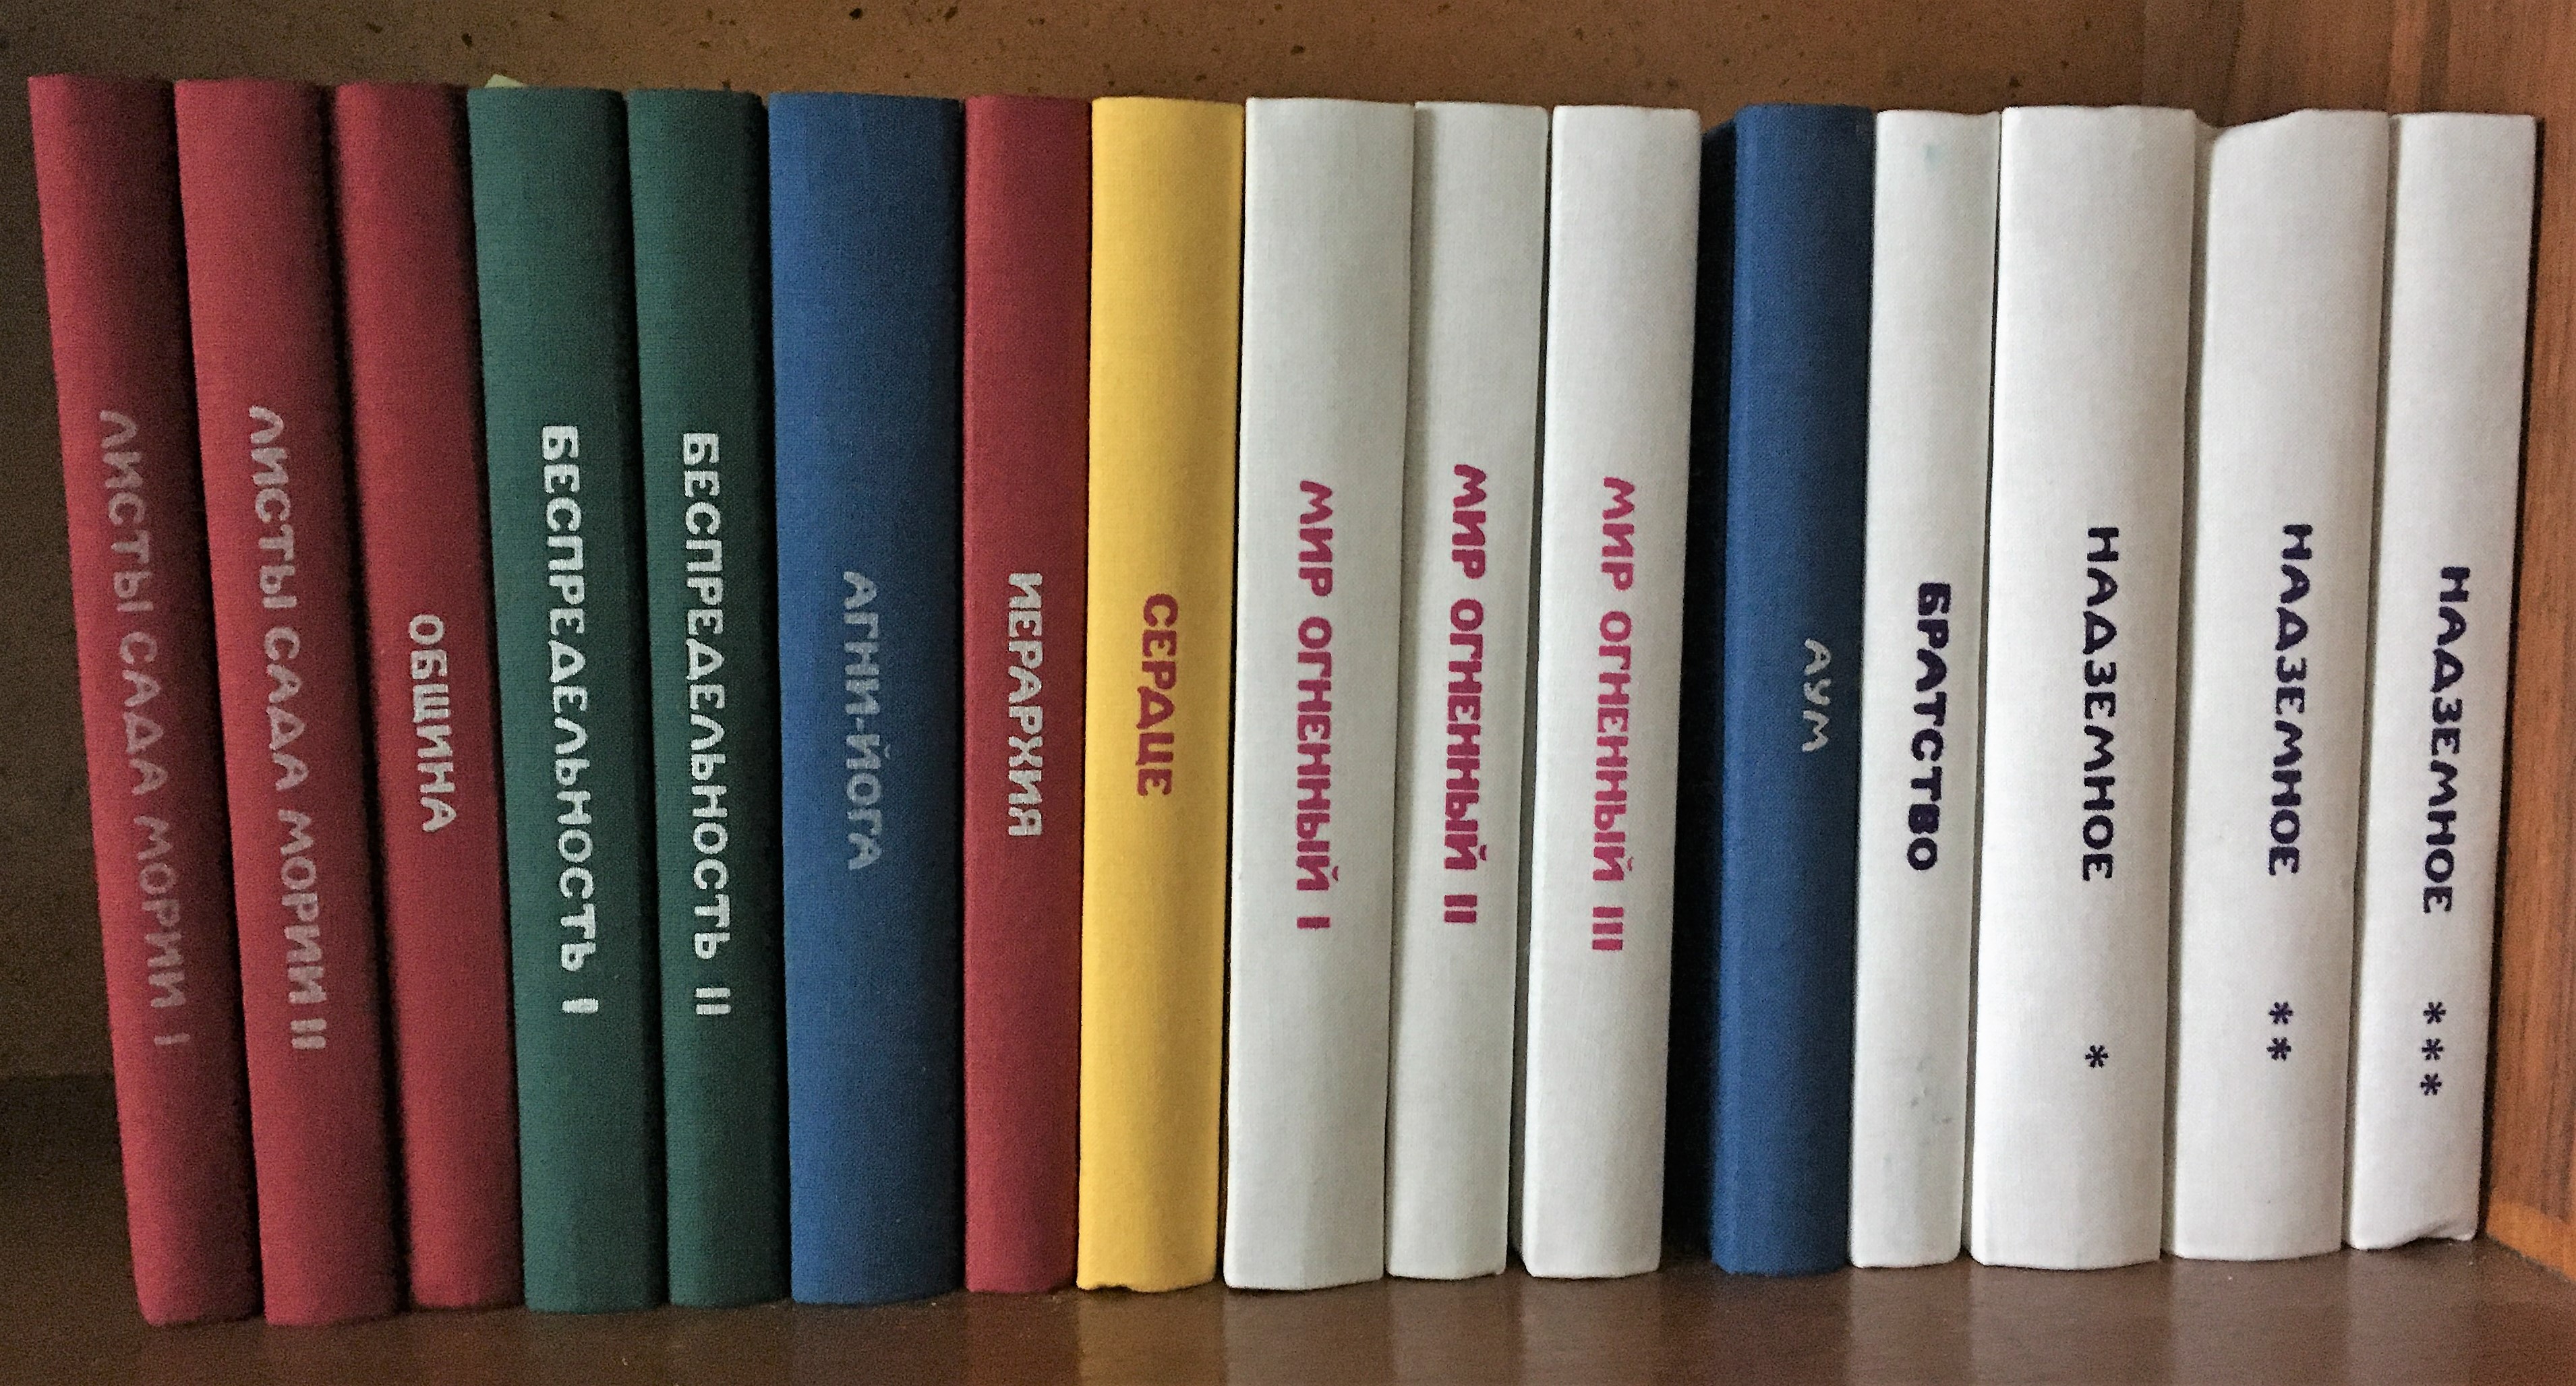 ЛИСТЫ САДА МОРИИ I
ЛИСТЫ САДА МОРИИ II
ОБЩИНА
БЕСПРЕДЕЛЬНОСТЬ I
БЕСПРЕДЕЛЬНОСТЬ II
АГНИ-ЙОГА
ИЕРАРХИЯ
СЕРДЦЕ
МИР ОГНЕННЫЙ I
МИР ОГНЕННЫЙ II
МИР ОГНЕННЫЙ III
АУМ
БРАТСТВО
НАДЗЕМНОЕ *
НАДЗЕМНОЕ **
НАДЗЕМНОЕ ***